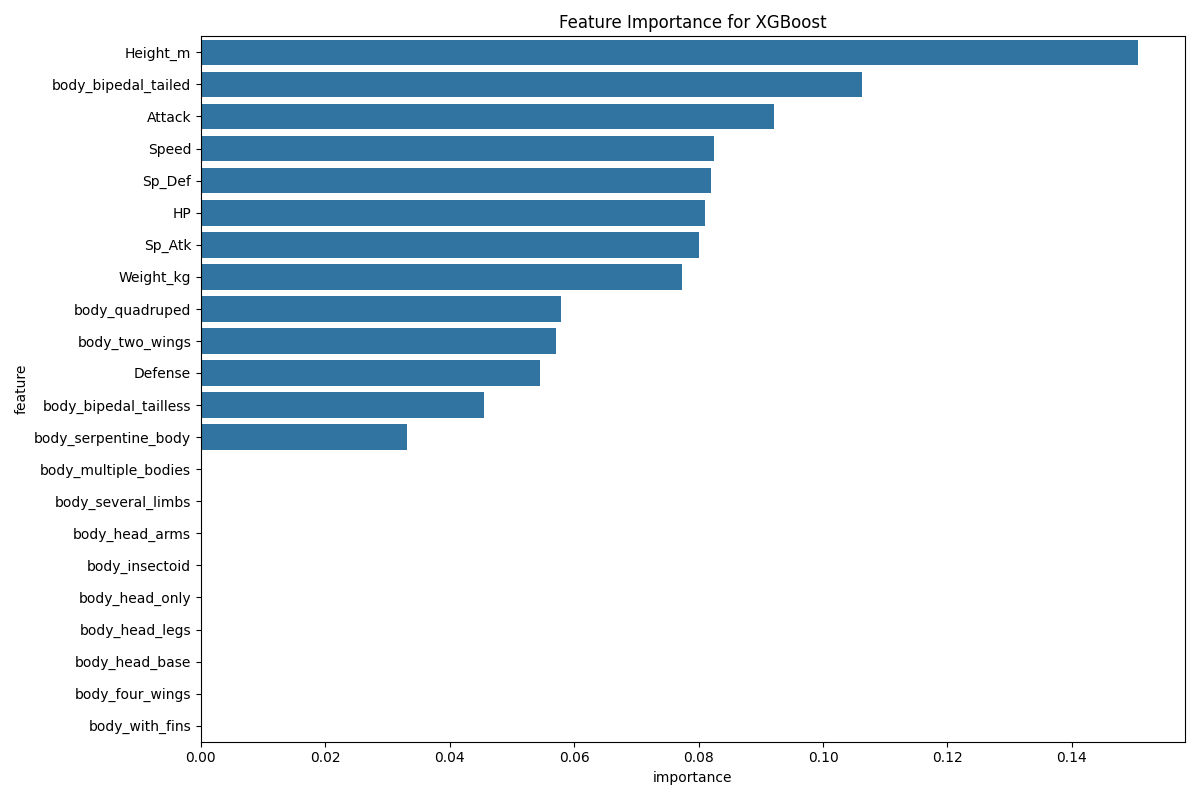 Feature Importance for XGBoost
Height_m
body_bipedal_tailed
Attack
Speed
Sp_Def
HP
Sp_Atk
Weight_kg
body_quadruped
body_two_wings
Defense
body_bipedal_tailless
body_serpentine_body
body_multiple_bodies
body_several_limbs
body_head_arms
body_insectoid
body_head_only
body_head_legs
body_head_base
body_four_wings
body_with_fins
feature
0.00 0.02 0.04 0.06 0.08 0.10 0.12 0.14
importance